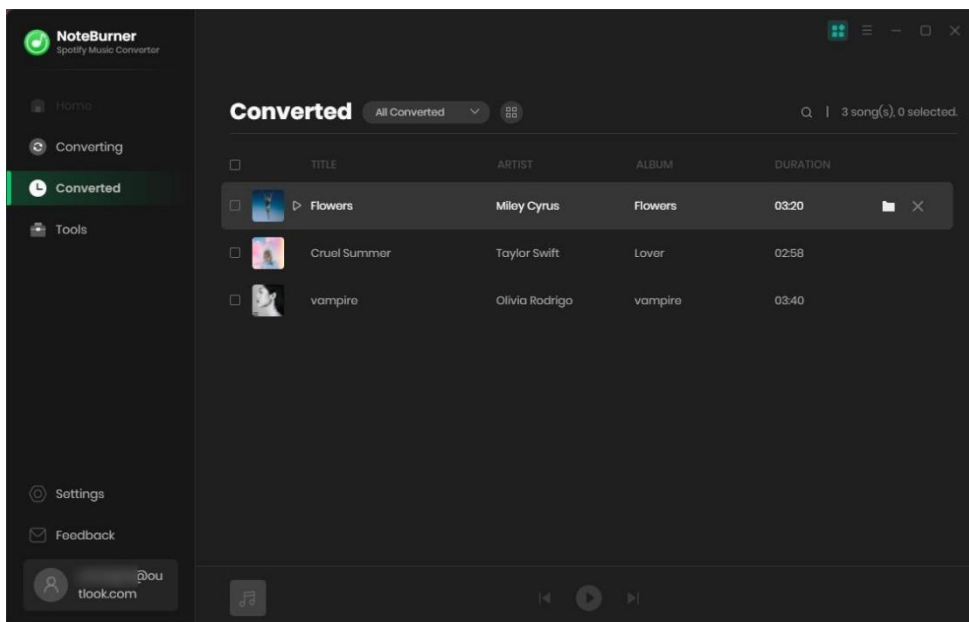 NoteBurner
Spotify Music Converter
Home
Converting
Converted
Tools
Settings
Feedback
@ou
tlook.com
Converted
All Converted
3 song(s), 0 selected.
TITLE ARTIST ALBUM DURATION
Flowers Miley Cyrus Flowers 03:20
Cruel Summer Taylor Swift Lover 02:58
vampire Olivia Rodrigo vampire 03:40